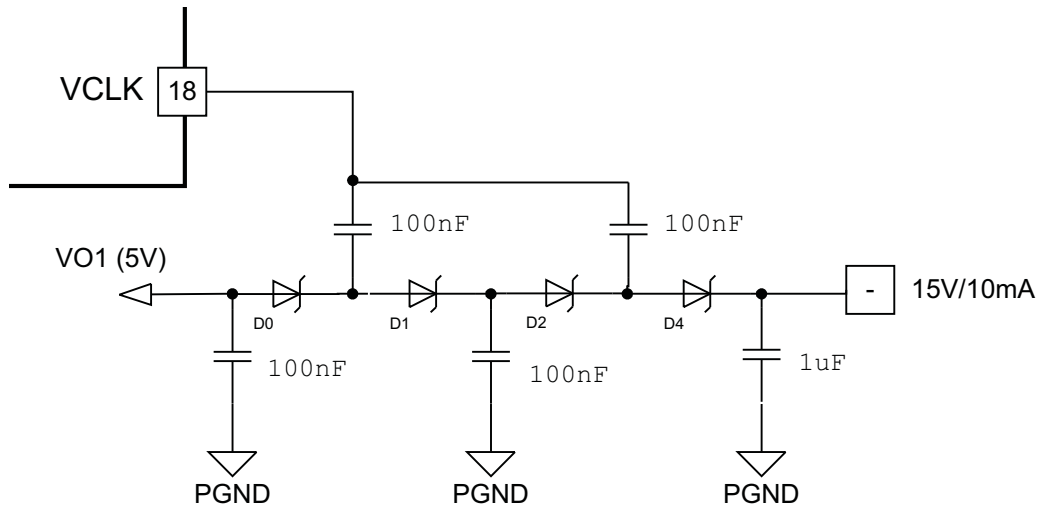 VCLK 18
100nF 100nF
VO1 (5V)
- 15V/10mA
D0 D1 D2 D4
100nF 100nF 1uF
PGND PGND PGND